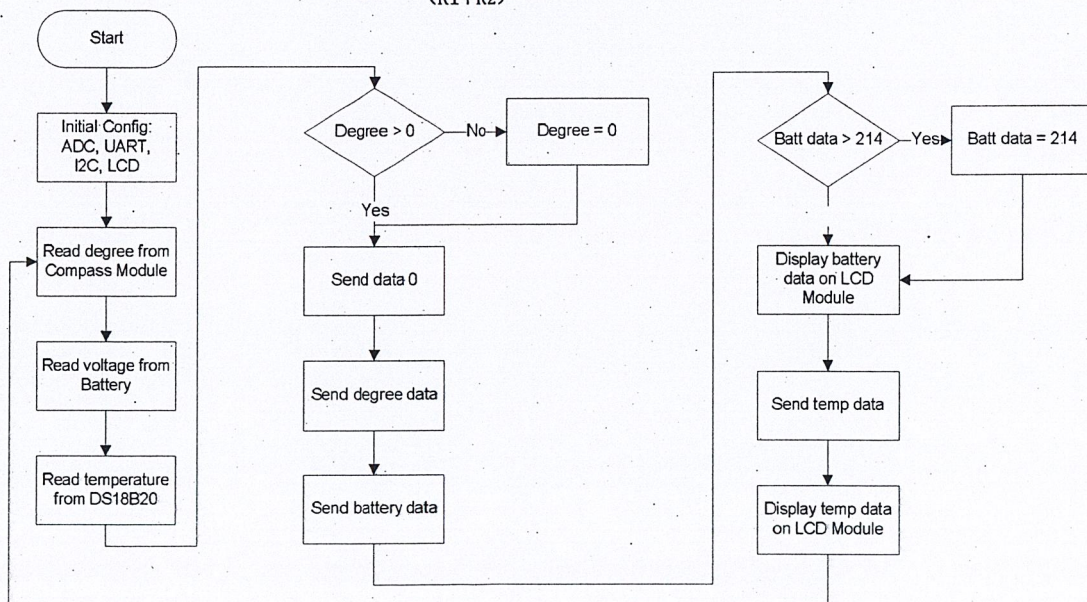 (R1+R2)
Start
Initial Config:
ADC, UART,
I2C, LCD
Read degree from
Compass Module
Read voltage from
Battery
Read temperature
from DS18B20
Degree > 0
No
Degree = 0
Yes
Send data 0
Send degree data
Send battery data
Batt data > 214
Yes
Batt data = 214
Display battery
data on LCD
Module
Send temp data
Display temp data
on LCD Module